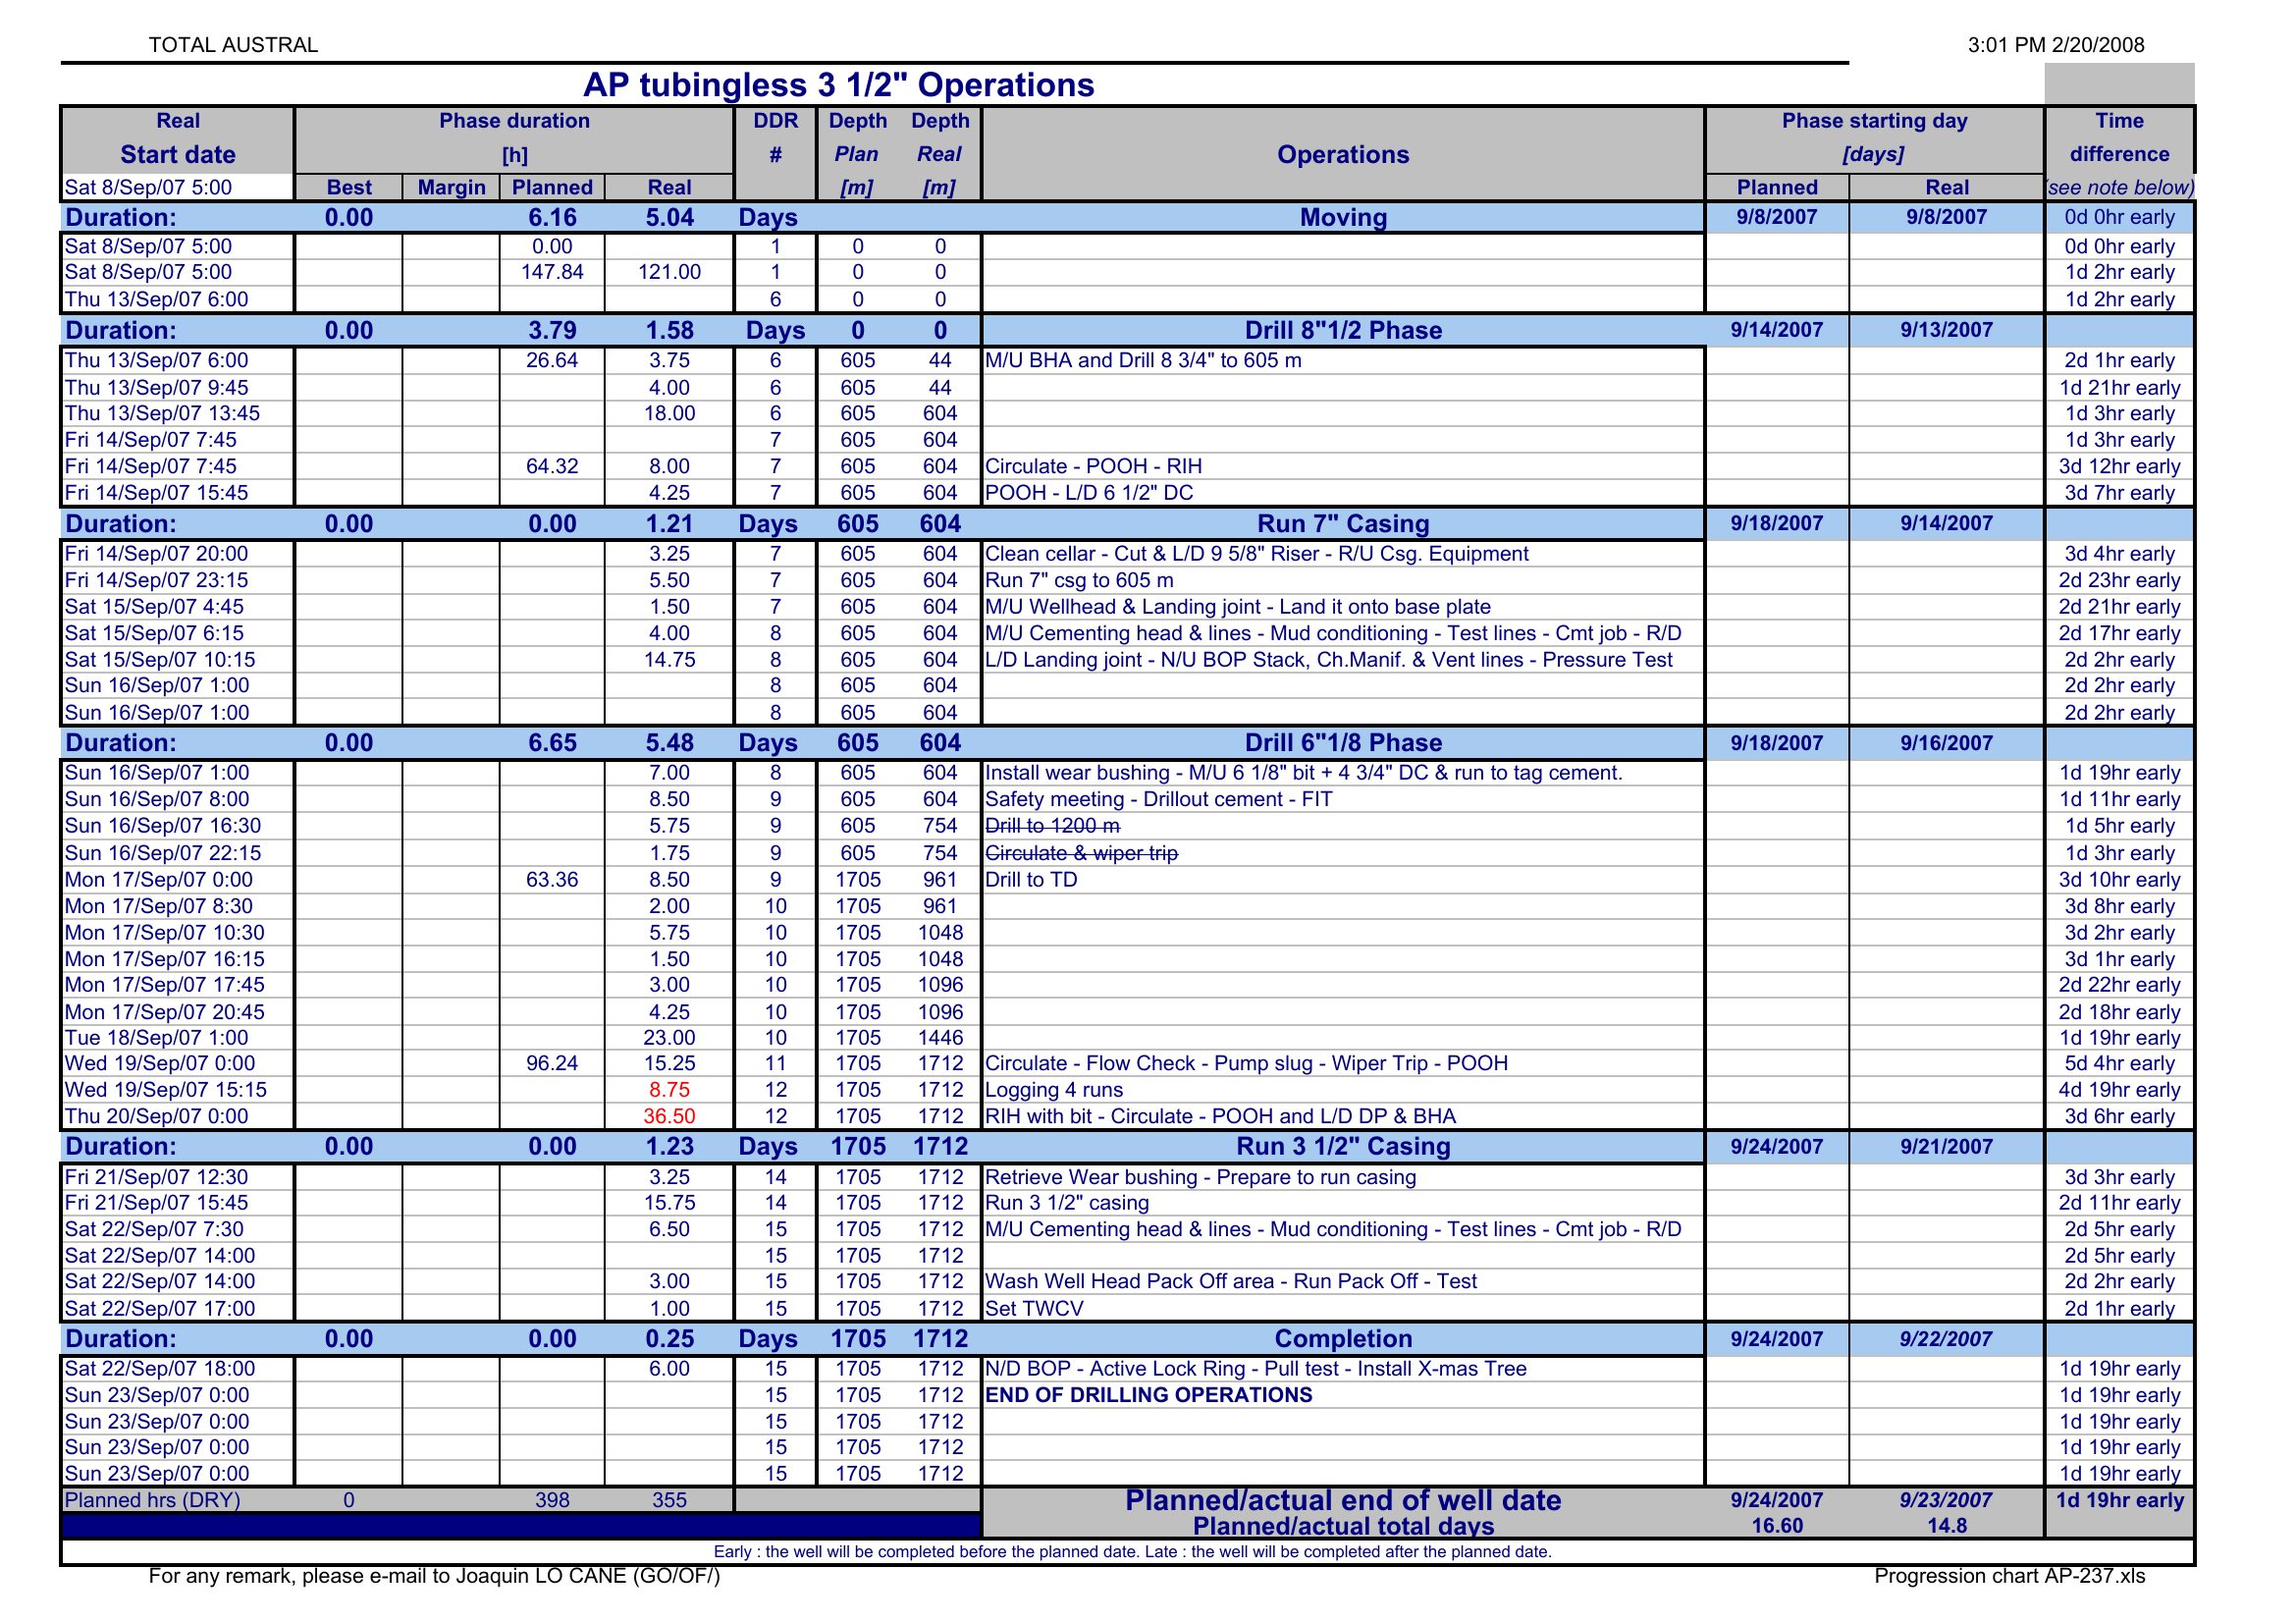 TOTAL AUSTRAL 3:01 PM 2/20/2008
AP tubingless 3 1/2" Operations
Real Phase duration DDR Depth Depth Phase starting day Time
Start date [h] # Plan Real Operations [days] difference
Sat 8/Sep/07 5:00 Best Margin Planned Real [m] [m] Planned Real (see note below)
Duration: 0.00 6.16 5.04 Days Moving 9/8/2007 9/8/2007 0d 0hr early
Sat 8/Sep/07 5:00 0.00 1 0 0 0d 0hr early
Sat 8/Sep/07 5:00 147.84 121.00 1 0 0 1d 2hr early
Thu 13/Sep/07 6:00 6 0 0 1d 2hr early
Duration: 0.00 3.79 1.58 Days 0 0 Drill 8"1/2 Phase 9/14/2007 9/13/2007
Thu 13/Sep/07 6:00 26.64 3.75 6 605 44 M/U BHA and Drill 8 3/4" to 605 m 2d 1hr early
Thu 13/Sep/07 9:45 4.00 6 605 44 1d 21hr early
Thu 13/Sep/07 13:45 18.00 6 605 604 1d 3hr early
Fri 14/Sep/07 7:45 7 605 604 1d 3hr early
Fri 14/Sep/07 7:45 64.32 8.00 7 605 604 Circulate - POOH - RIH 3d 12hr early
Fri 14/Sep/07 15:45 4.25 7 605 604 POOH - L/D 6 1/2" DC 3d 7hr early
Duration: 0.00 0.00 1.21 Days 605 604 Run 7" Casing 9/18/2007 9/14/2007
Fri 14/Sep/07 20:00 3.25 7 605 604 Clean cellar - Cut & L/D 9 5/8" Riser - R/U Csg. Equipment 3d 4hr early
Fri 14/Sep/07 23:15 5.50 7 605 604 Run 7" csg to 605 m 2d 23hr early
Sat 15/Sep/07 4:45 1.50 7 605 604 M/U Wellhead & Landing joint - Land it onto base plate 2d 21hr early
Sat 15/Sep/07 6:15 4.00 8 605 604 M/U Cementing head & lines - Mud conditioning - Test lines - Cmt job - R/D 2d 17hr early
Sat 15/Sep/07 10:15 14.75 8 605 604 L/D Landing joint - N/U BOP Stack, Ch.Manif. & Vent lines - Pressure Test 2d 2hr early
Sun 16/Sep/07 1:00 8 605 604 2d 2hr early
Sun 16/Sep/07 1:00 8 605 604 2d 2hr early
Duration: 0.00 6.65 5.48 Days 605 604 Drill 6"1/8 Phase 9/18/2007 9/16/2007
Sun 16/Sep/07 1:00 7.00 8 605 604 Install wear bushing - M/U 6 1/8" bit + 4 3/4" DC & run to tag cement. 1d 19hr early
Sun 16/Sep/07 8:00 8.50 9 605 604 Safety meeting - Drillout cement - FIT 1d 11hr early
Sun 16/Sep/07 16:30 5.75 9 605 754 Drill to 1200 m 1d 5hr early
Sun 16/Sep/07 22:15 1.75 9 605 754 Circulate & wiper trip 1d 3hr early
Mon 17/Sep/07 0:00 63.36 8.50 9 1705 961 Drill to TD 3d 10hr early
Mon 17/Sep/07 8:30 2.00 10 1705 961 3d 8hr early
Mon 17/Sep/07 10:30 5.75 10 1705 1048 3d 2hr early
Mon 17/Sep/07 16:15 1.50 10 1705 1048 3d 1hr early
Mon 17/Sep/07 17:45 3.00 10 1705 1096 2d 22hr early
Mon 17/Sep/07 20:45 4.25 10 1705 1096 2d 18hr early
Tue 18/Sep/07 1:00 23.00 10 1705 1446 1d 19hr early
Wed 19/Sep/07 0:00 96.24 15.25 11 1705 1712 Circulate - Flow Check - Pump slug - Wiper Trip - POOH 5d 4hr early
Wed 19/Sep/07 15:15 8.75 12 1705 1712 Logging 4 runs 4d 19hr early
Thu 20/Sep/07 0:00 36.50 12 1705 1712 RIH with bit - Circulate - POOH and L/D DP & BHA 3d 6hr early
Duration: 0.00 0.00 1.23 Days 1705 1712 Run 3 1/2" Casing 9/24/2007 9/21/2007
Fri 21/Sep/07 12:30 3.25 14 1705 1712 Retrieve Wear bushing - Prepare to run casing 3d 3hr early
Fri 21/Sep/07 15:45 15.75 14 1705 1712 Run 3 1/2" casing 2d 11hr early
Sat 22/Sep/07 7:30 6.50 15 1705 1712 M/U Cementing head & lines - Mud conditioning - Test lines - Cmt job - R/D 2d 5hr early
Sat 22/Sep/07 14:00 15 1705 1712 2d 5hr early
Sat 22/Sep/07 14:00 3.00 15 1705 1712 Wash Well Head Pack Off area - Run Pack Off - Test 2d 2hr early
Sat 22/Sep/07 17:00 1.00 15 1705 1712 Set TWCV 2d 1hr early
Duration: 0.00 0.00 0.25 Days 1705 1712 Completion 9/24/2007 9/22/2007
Sat 22/Sep/07 18:00 6.00 15 1705 1712 N/D BOP - Active Lock Ring - Pull test - Install X-mas Tree 1d 19hr early
Sun 23/Sep/07 0:00 15 1705 1712 END OF DRILLING OPERATIONS 1d 19hr early
Sun 23/Sep/07 0:00 15 1705 1712 1d 19hr early
Sun 23/Sep/07 0:00 15 1705 1712 1d 19hr early
Sun 23/Sep/07 0:00 15 1705 1712 1d 19hr early
Planned hrs (DRY) 0 398 355 Planned/actual end of well date 9/24/2007 9/23/2007 1d 19hr early
Planned/actual total days 16.60 14.8
Early : the well will be completed before the planned date. Late : the well will be completed after the planned date.
For any remark, please e-mail to Joaquin LO CANE (GO/OF/) Progression chart AP-237.xls